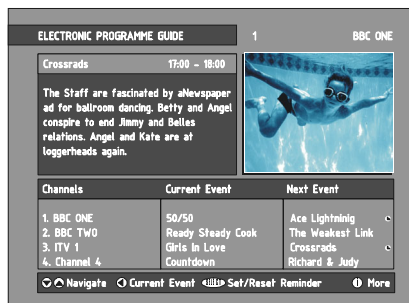 ELECTRONIC PROGRAMME GUIDE 1 BBC ONE
Crossrads 17:00 - 18:00
The Staff are fascinated by aNewspaper
ad for ballroom dancing. Betty and Angel
conspire to end Jimmy and Belles
relations. Angel and Kate are at
loggerheads again.
Channels Current Event Next Event
1. BBC ONE 50/50 Ace Lightninig
2. BBC TWO Ready Steady Cook The Weakest Link
3. ITV 1 Girls In Love Crossrads
4. Channel 4 Countdown Richard & Judy
Navigate Current Event Set/Reset Reminder More